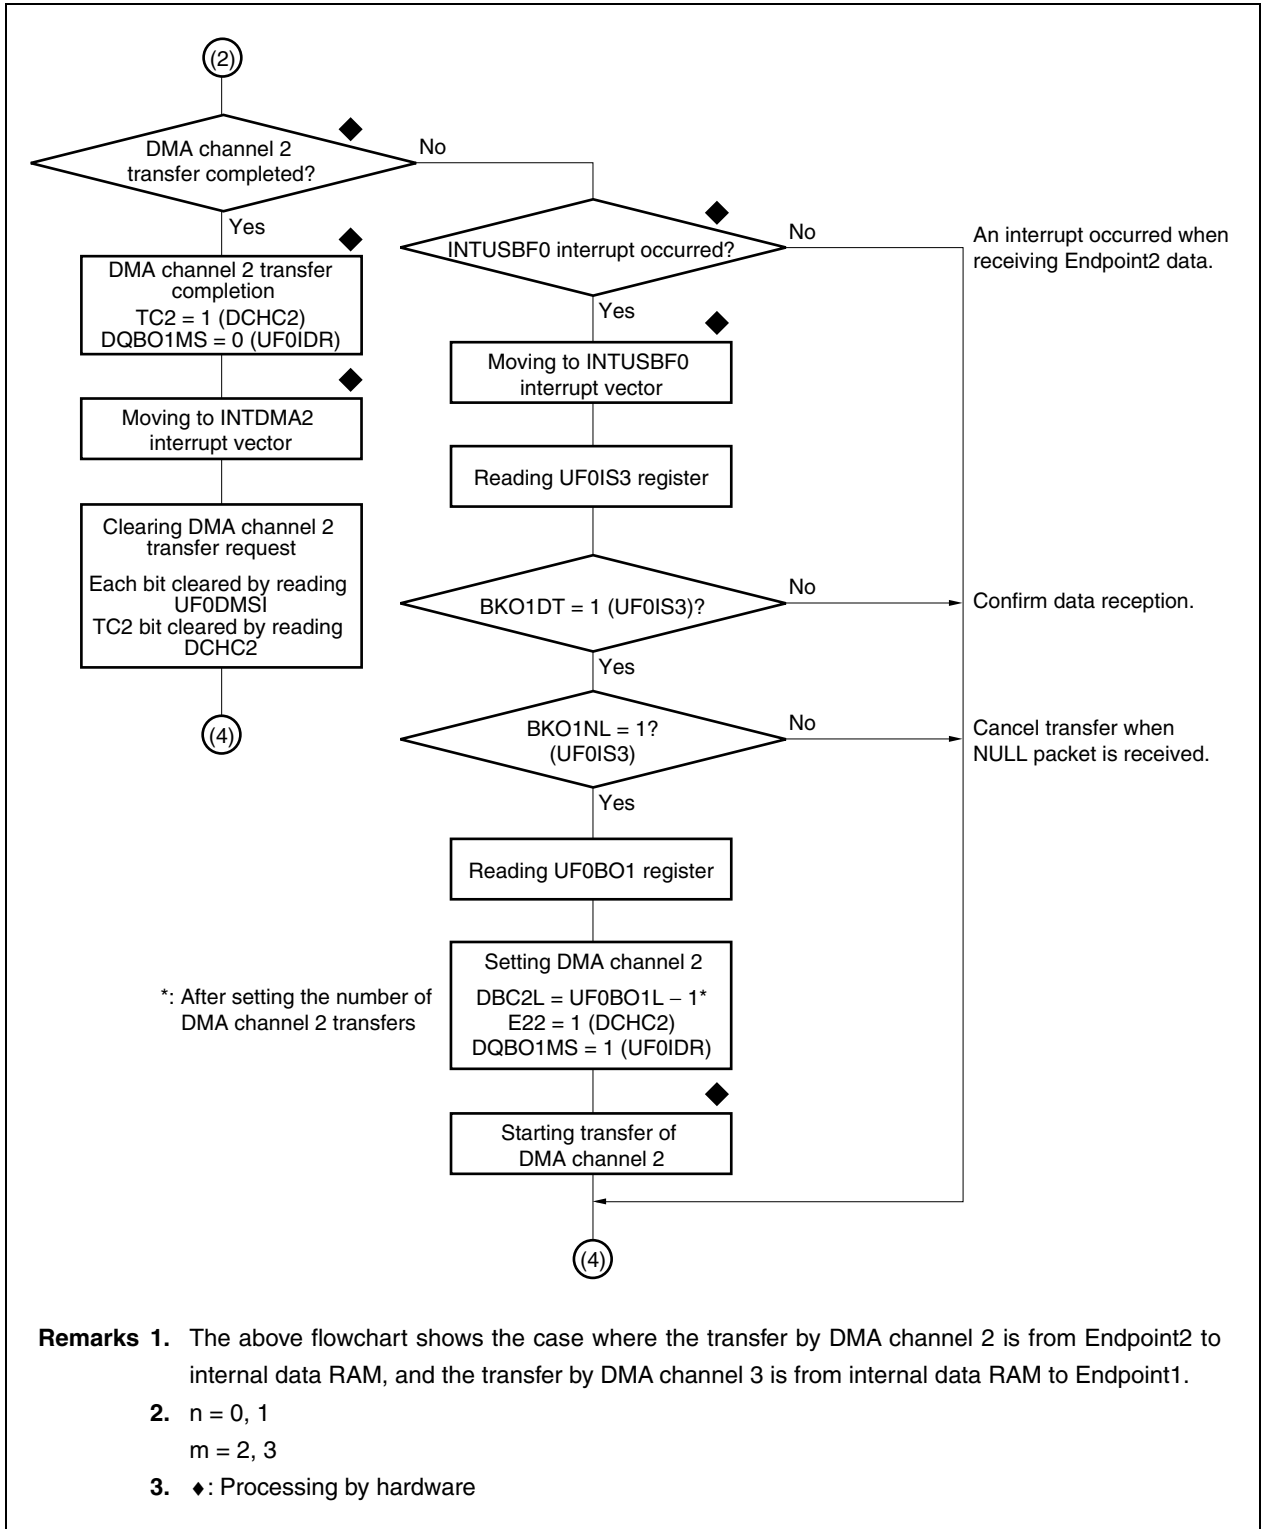 (2)
DMA channel 2
transfer completed?
No
Yes
DMA channel 2 transfer
completion
TC2 = 1 (DCHC2)
DQBO1MS = 0 (UF0IDR)
Moving to INTDMA2
interrupt vector
Clearing DMA channel 2
transfer request
Each bit cleared by reading
UF0DMSI
TC2 bit cleared by reading
DCHC2
(4)
INTUSBF0 interrupt occurred?
No
An interrupt occurred when
receiving Endpoint2 data.
Yes
Moving to INTUSBF0
interrupt vector
Reading UF0IS3 register
BKO1DT = 1 (UF0IS3)?
No
Confirm data reception.
Yes
BKO1NL = 1?
(UF0IS3)
No
Cancel transfer when
NULL packet is received.
Yes
Reading UF0BO1 register
Setting DMA channel 2
DBC2L = UF0BO1L − 1*
E22 = 1 (DCHC2)
DQBO1MS = 1 (UF0IDR)
*: After setting the number of
DMA channel 2 transfers
Starting transfer of
DMA channel 2
(4)
Remarks 1. The above flowchart shows the case where the transfer by DMA channel 2 is from Endpoint2 to
internal data RAM, and the transfer by DMA channel 3 is from internal data RAM to Endpoint1.
2. n = 0, 1
m = 2, 3
3. ♦: Processing by hardware